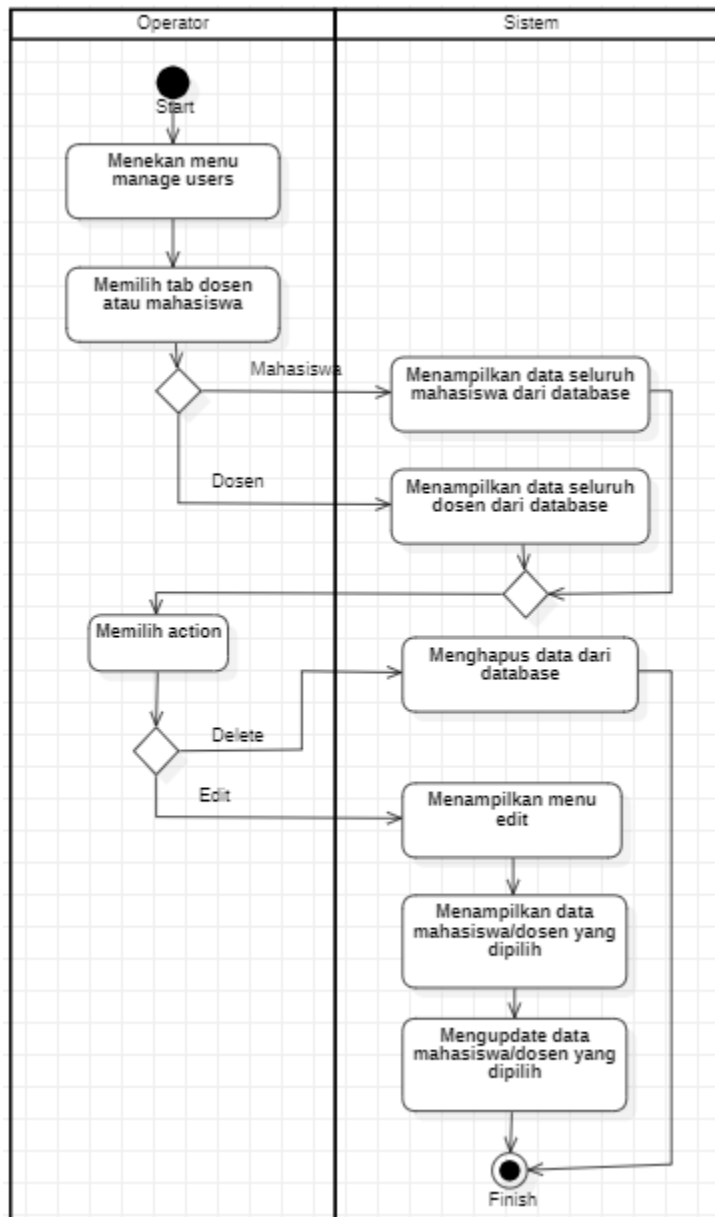 Operator
Sistem
Start
Menekan menu
manage users
Memilih tab dosen
atau mahasiswa
Mahasiswa
Menampilkan data seluruh
mahasiswa dari database
Dosen
Menampilkan data seluruh
dosen dari database
Memilih action
Menghapus data dari
database
Delete
Edit
Menampilkan menu
edit
Menampilkan data
mahasiswa/dosen yang
dipilih
Mengupdate data
mahasiswa/dosen yang
dipilih
Finish